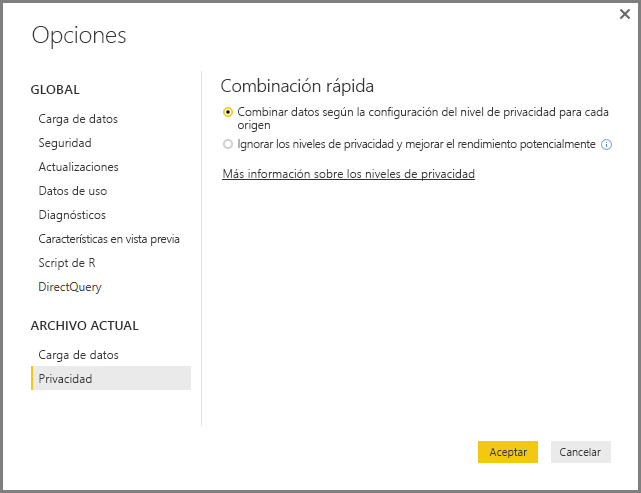 Opciones
GLOBAL
Carga de datos
Seguridad
Actualizaciones
Datos de uso
Diagnósticos
Características en vista previa
Script de R
DirectQuery
ARCHIVO ACTUAL
Carga de datos
Privacidad
Combinación rápida
Combinar datos según la configuración del nivel de privacidad para cada
origen
Ignorar los niveles de privacidad y mejorar el rendimiento potencialmente
Más información sobre los niveles de privacidad
Aceptar
Cancelar